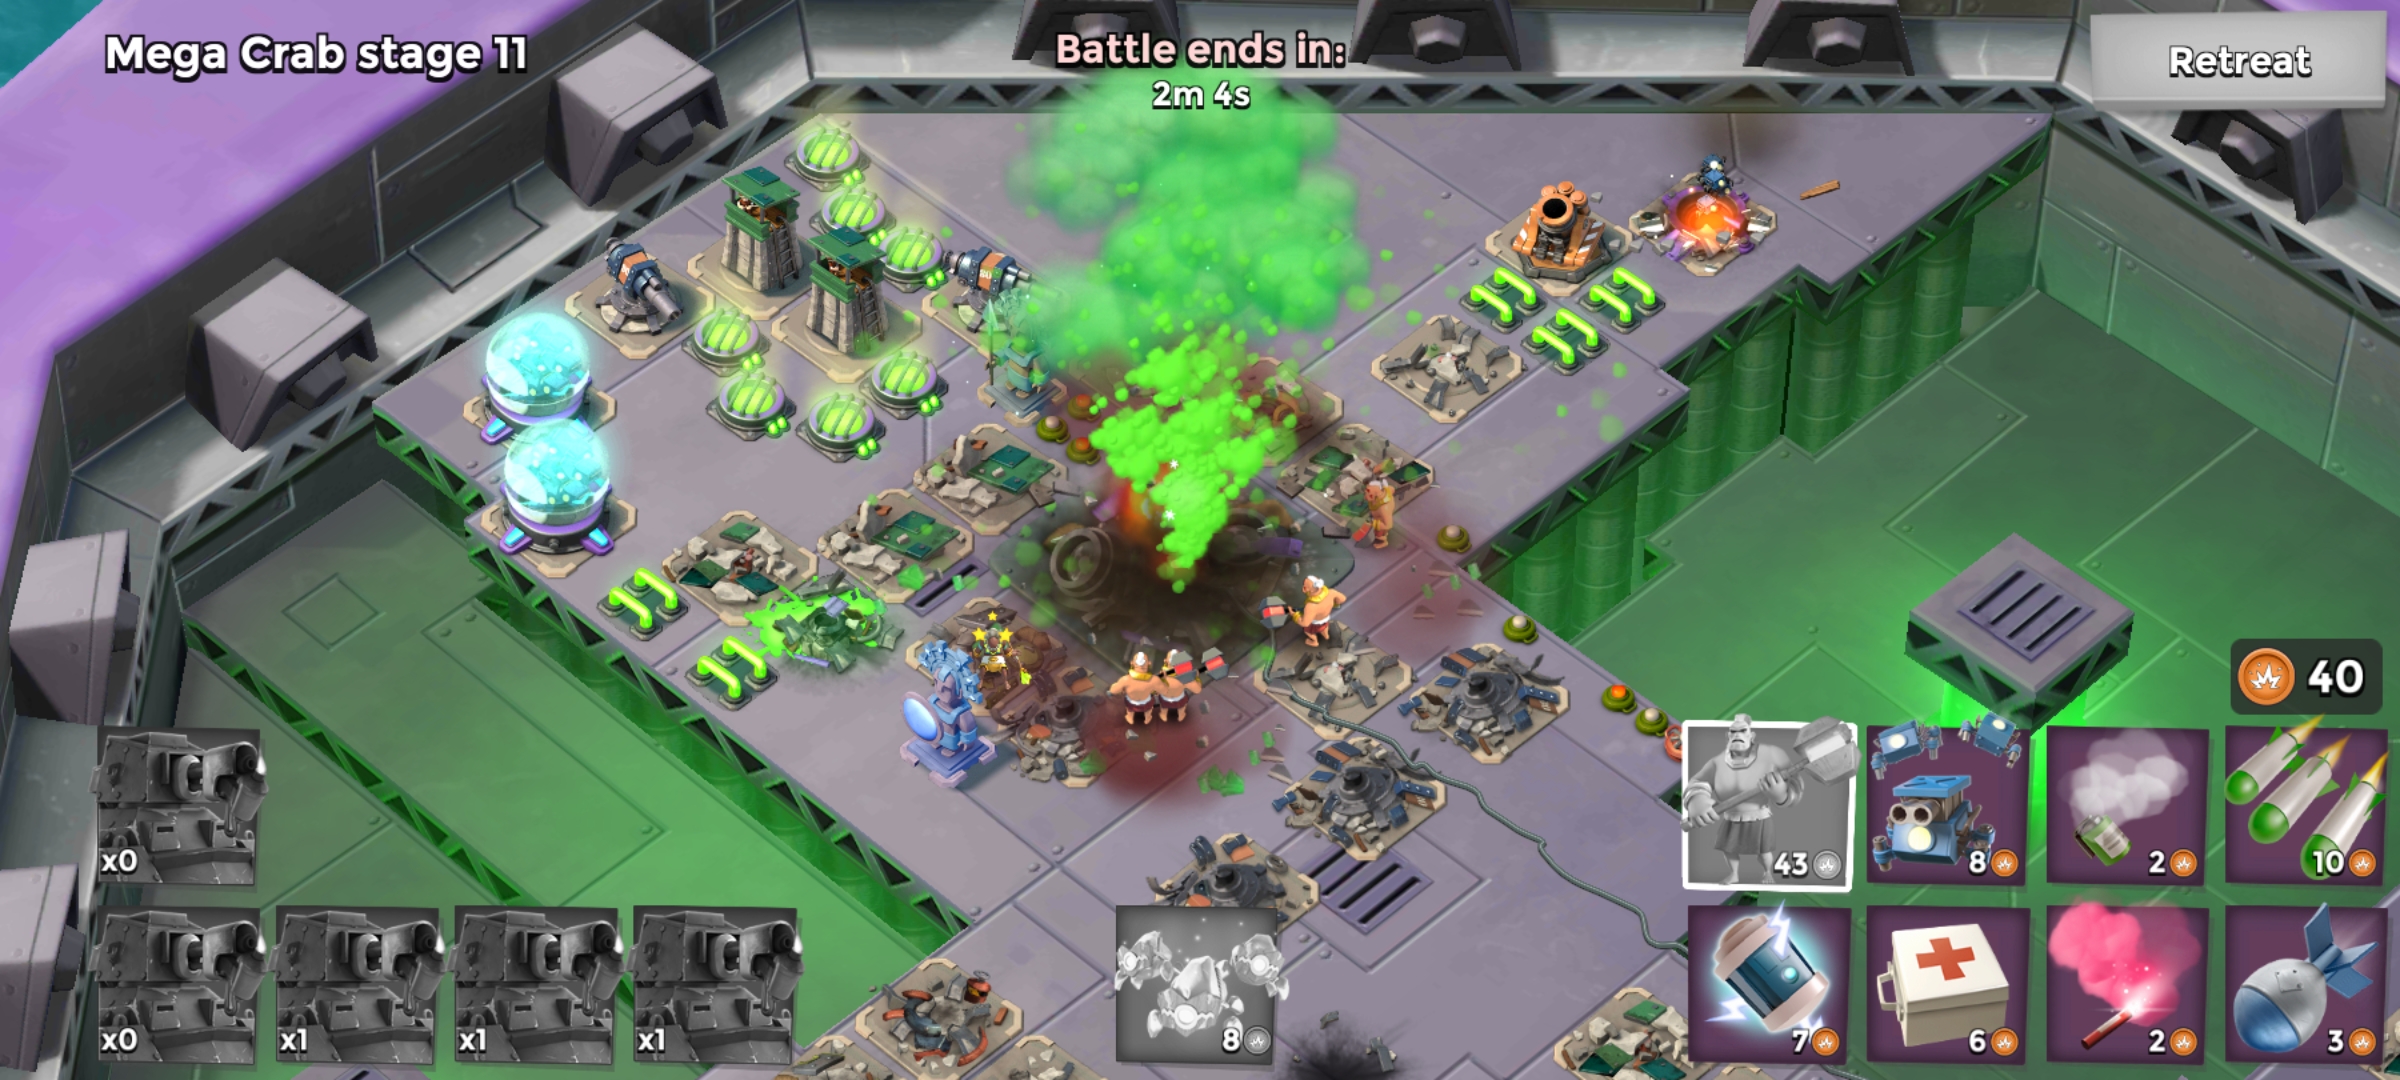 Mega Crab stage 11
Battle ends in:
2m 4s
Retreat
40
x0
43
8
2
10
x0
x1
x1
x1
8
7
6
2
3